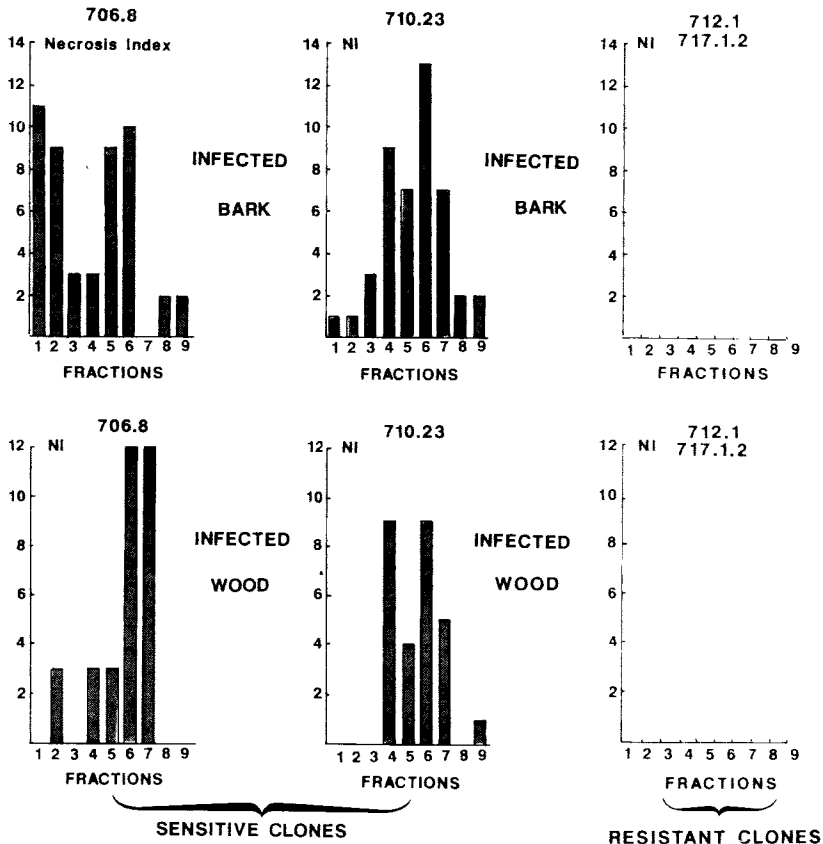 706.8
Necrosis Index
14
12
10
8
6
4
2
1 2 3 4 5 6 7 8 9
FRACTIONS
INFECTED
BARK
710.23
NI
14
12
10
8
6
4
2
1 2 3 4 5 6 7 8 9
FRACTIONS
INFECTED
BARK
712.1
717.1.2
NI
14
12
10
8
6
4
2
1 2 3 4 5 6 7 8 9
FRACTIONS
706.8
NI
12
10
8
6
4
2
1 2 3 4 5 6 7 8 9
FRACTIONS
INFECTED
WOOD
710.23
NI
12
10
8
6
4
2
1 2 3 4 5 6 7 8 9
FRACTIONS
INFECTED
WOOD
712.1
717.1.2
NI
12
10
8
6
4
2
1 2 3 4 5 6 7 8 9
FRACTIONS
SENSITIVE CLONES
RESISTANT CLONES